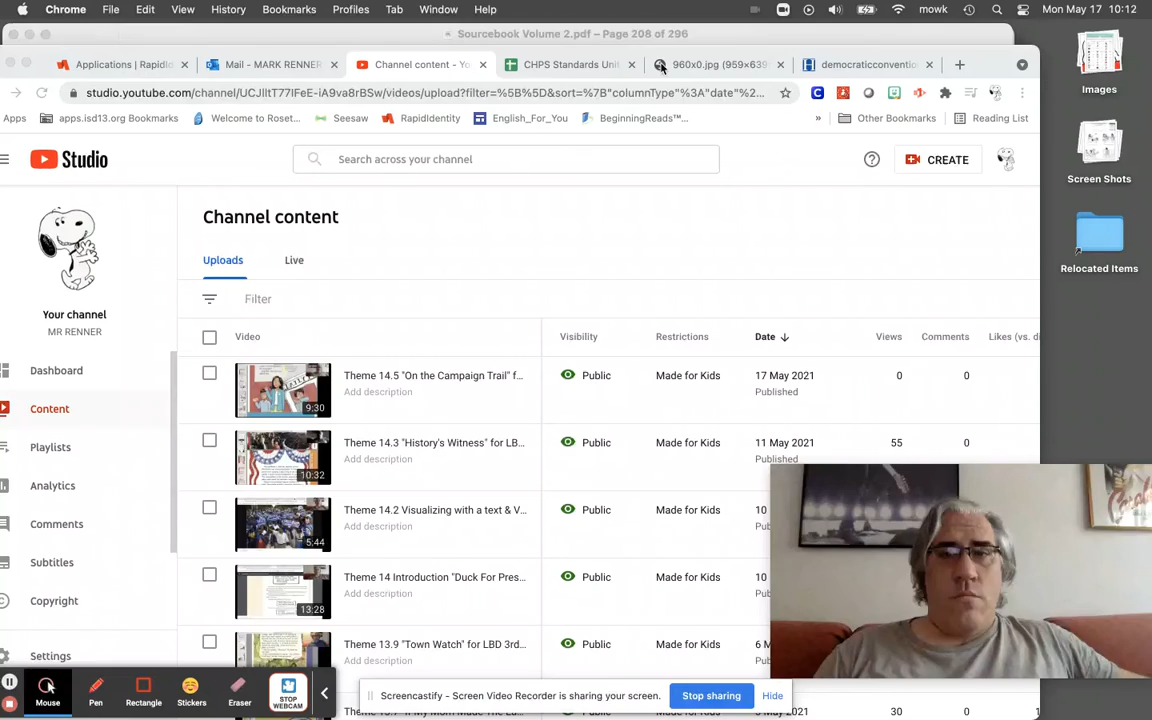 Chrome File Edit View History Bookmarks Profiles Tab Window Help mowk Mon May 17 10:12
Sourcebook Volume 2.pdf – Page 208 of 296
Applications | RapidI Mail - MARK RENNER Channel content - Yo CHPS Standards Unit 960x0.jpg (959×639 democraticconventio
studio.youtube.com/channel/UCJlltT77lFeE-iA9va8rBSw/videos/upload?filter=%5B%5D&sort=%7B"columnType"%3A"date"%2...
Apps apps.isd13.org Bookmarks Welcome to Roset... Seesaw RapidIdentity English_For_You BeginningReads™... » Other Bookmarks Reading List
Studio
Search across your channel
CREATE
Channel content
Uploads Live
Filter
Your channel
MR RENNER
Dashboard
Content
Playlists
Analytics
Comments
Subtitles
Copyright
Settings
Video Visibility Restrictions Date Views Comments Likes (vs. di
Theme 14.5 "On the Campaign Trail" f... Public Made for Kids 17 May 2021 0 0
Add description Published
9:30
Theme 14.3 "History's Witness" for LB... Public Made for Kids 11 May 2021 55 0
Add description Published
10:32
Theme 14.2 Visualizing with a text & V... Public Made for Kids 10
Add description Pub
5:44
Theme 14 Introduction "Duck For Pres... Public Made for Kids 10
Add description Pub
13:28
Theme 13.9 "Town Watch" for LBD 3rd... Public Made for Kids 6 M
Add description Pub
Mouse Pen Rectangle Stickers Eraser STOP WEBCAM
Screencastify - Screen Video Recorder is sharing your screen. Stop sharing Hide
30 0
Images
Screen Shots
Relocated Items